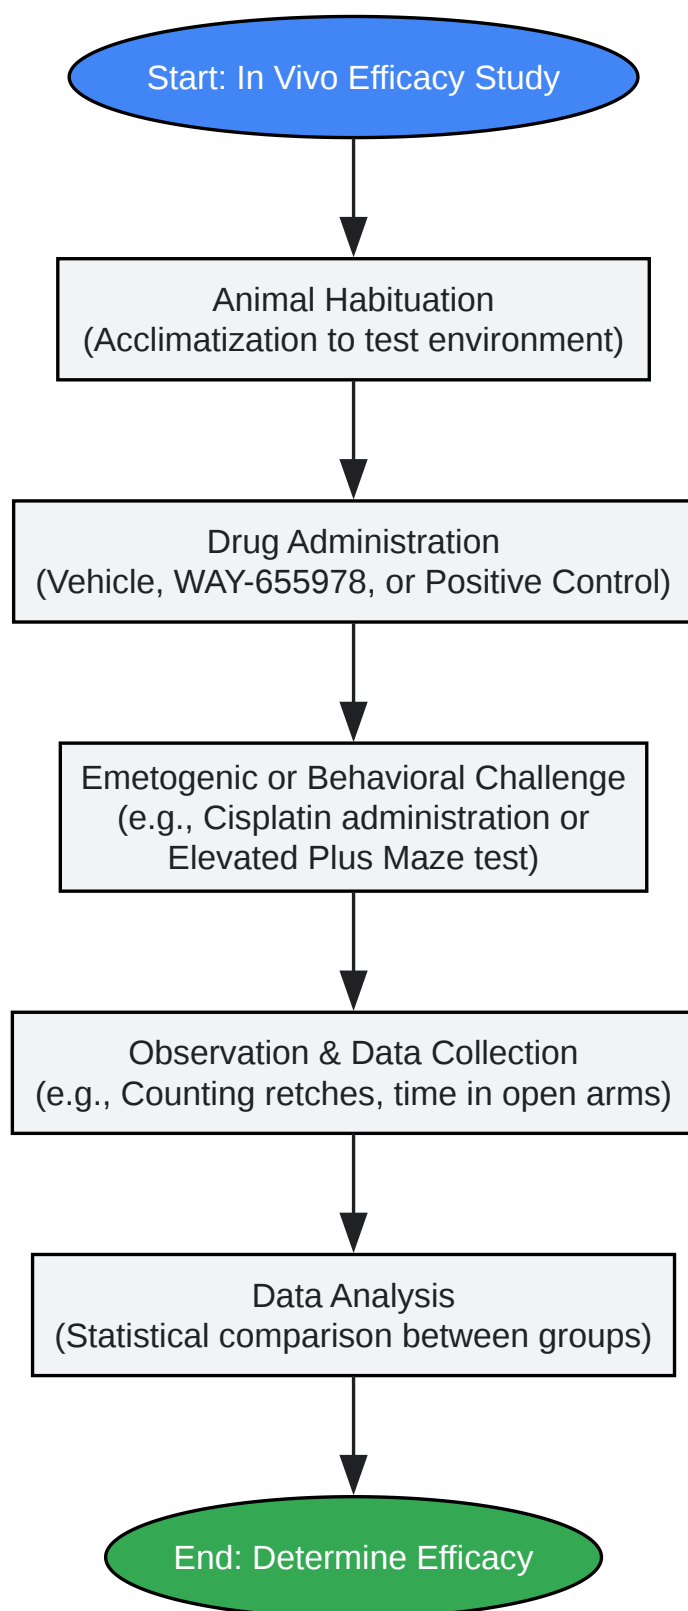 Start: In Vivo Efficacy Study
Animal Habituation
(Acclimatization to test environment)
Drug Administration
(Vehicle, WAY-655978, or Positive Control)
Emetogenic or Behavioral Challenge
(e.g., Cisplatin administration or
Elevated Plus Maze test)
Observation & Data Collection
(e.g., Counting retches, time in open arms)
Data Analysis
(Statistical comparison between groups)
End: Determine Efficacy